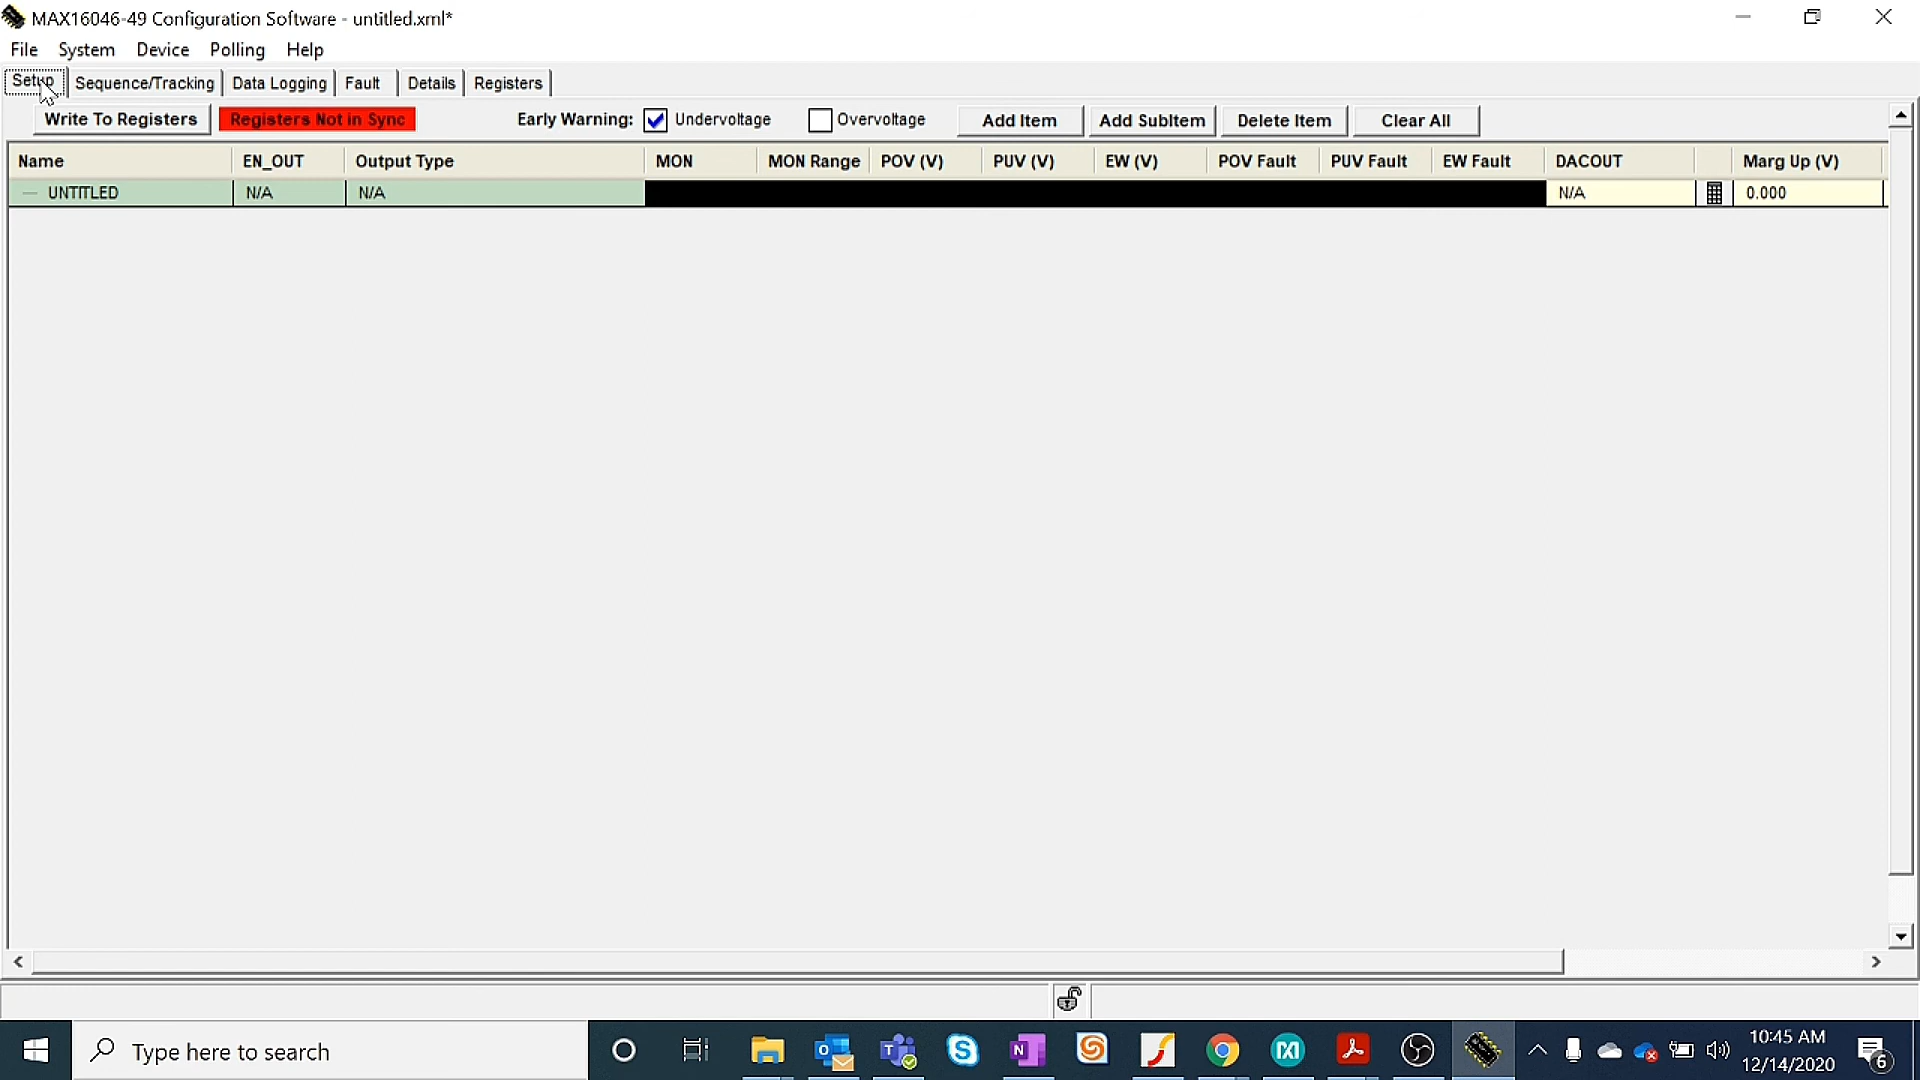 MAX16046-49 Configuration Software - untitled.xml*
File System Device Polling Help
Setup Sequence/Tracking Data Logging Fault Details Registers
Write To Registers Registers Not in Sync Early Warning: Undervoltage Overvoltage Add Item Add SubItem Delete Item Clear All
Name EN_OUT Output Type MON MON Range POV (V) PUV (V) EW (V) POV Fault PUV Fault EW Fault DACOUT Marg Up (V)
UNTITLED N/A N/A N/A 0.000
Type here to search
10:45 AM
12/14/2020
6